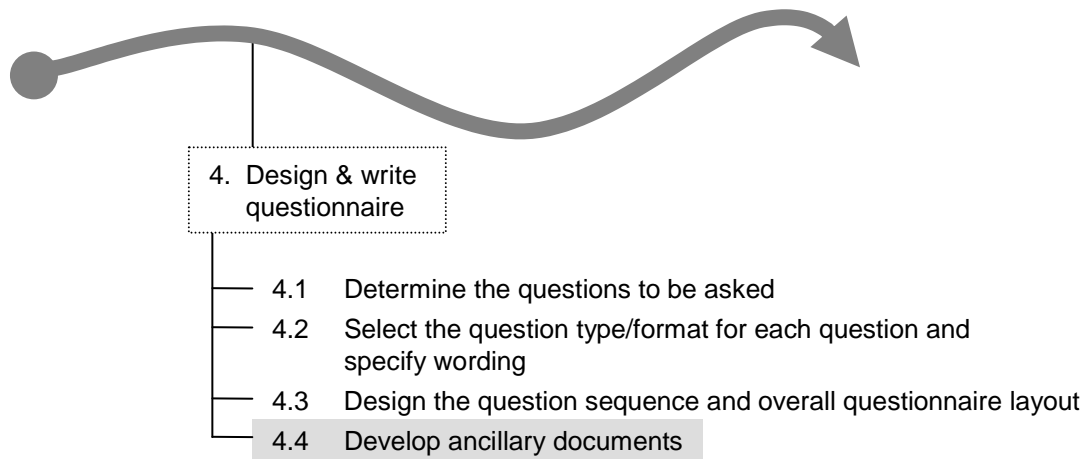 4. Design & write
questionnaire
4.1 Determine the questions to be asked
4.2 Select the question type/format for each question and
specify wording
4.3 Design the question sequence and overall questionnaire layout
4.4 Develop ancillary documents